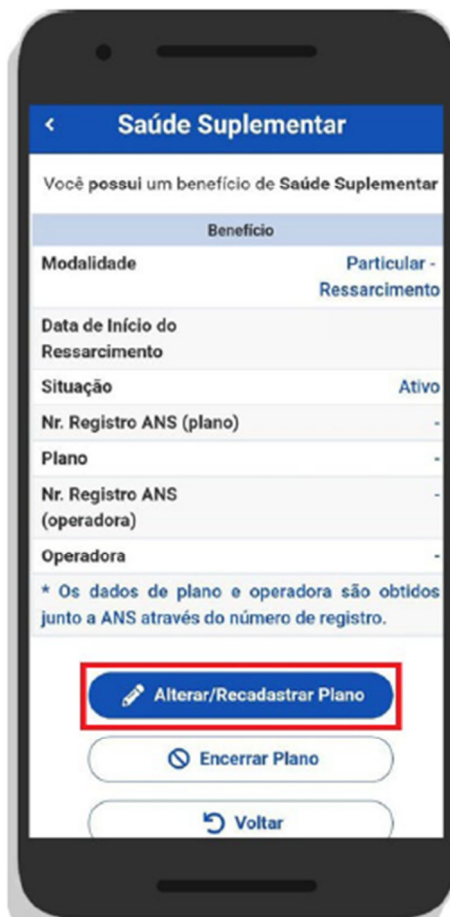 Saúde Suplementar
Você possui um benefício de Saúde Suplementar
Benefício
Modalidade Particular -
Ressarcimento
Data de Início do
Ressarcimento
Situação Ativo
Nr. Registro ANS (plano) -
Plano -
Nr. Registro ANS -
(operadora)
Operadora -
* Os dados de plano e operadora são obtidos
junto a ANS através do número de registro.
Alterar/Recadastrar Plano
Encerrar Plano
Voltar